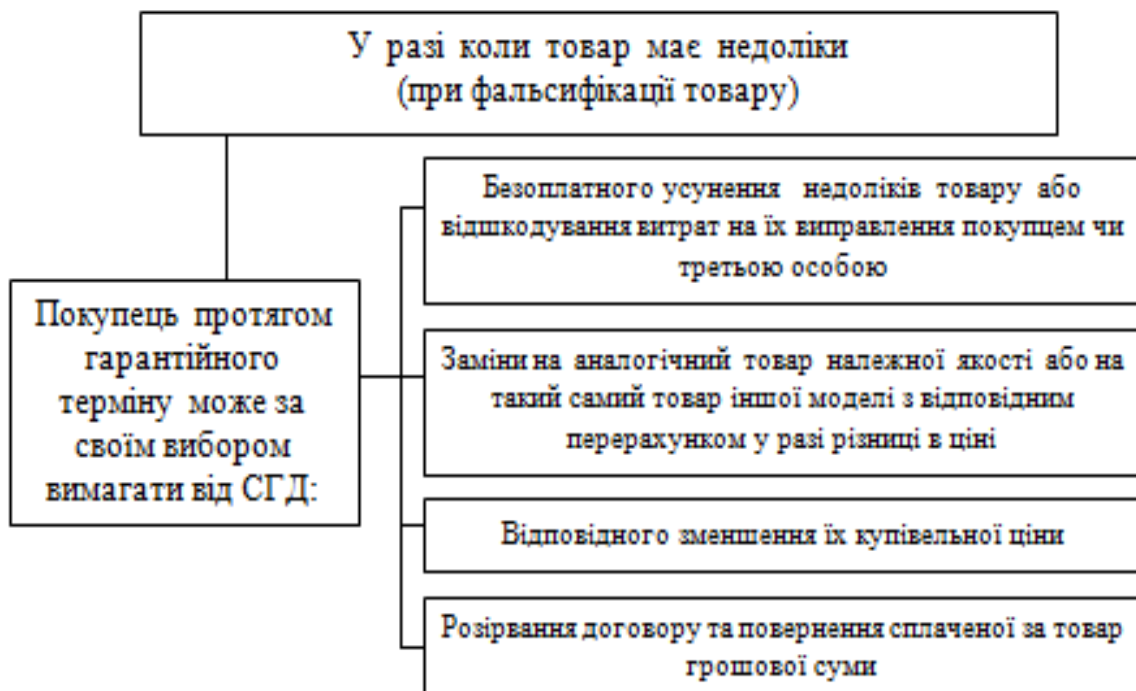 У разі коли товар має недоліки
(при фальсифікації товару)
Покупець протягом
гарантійного
терміну може за
своїм вибором
вимагати від СГД:
Безоплатного усунення недоліків товару або
відшкодування витрат на їх виправлення покупцем чи
третьою особою
Заміни на аналогічний товар належної якості або на
такий самий товар іншої моделі з відповідним
перерахунком у разі різниці в ціні
Відповідного зменшення їх купівельної ціни
Розірвання договору та повернення сплаченої за товар
грошової суми